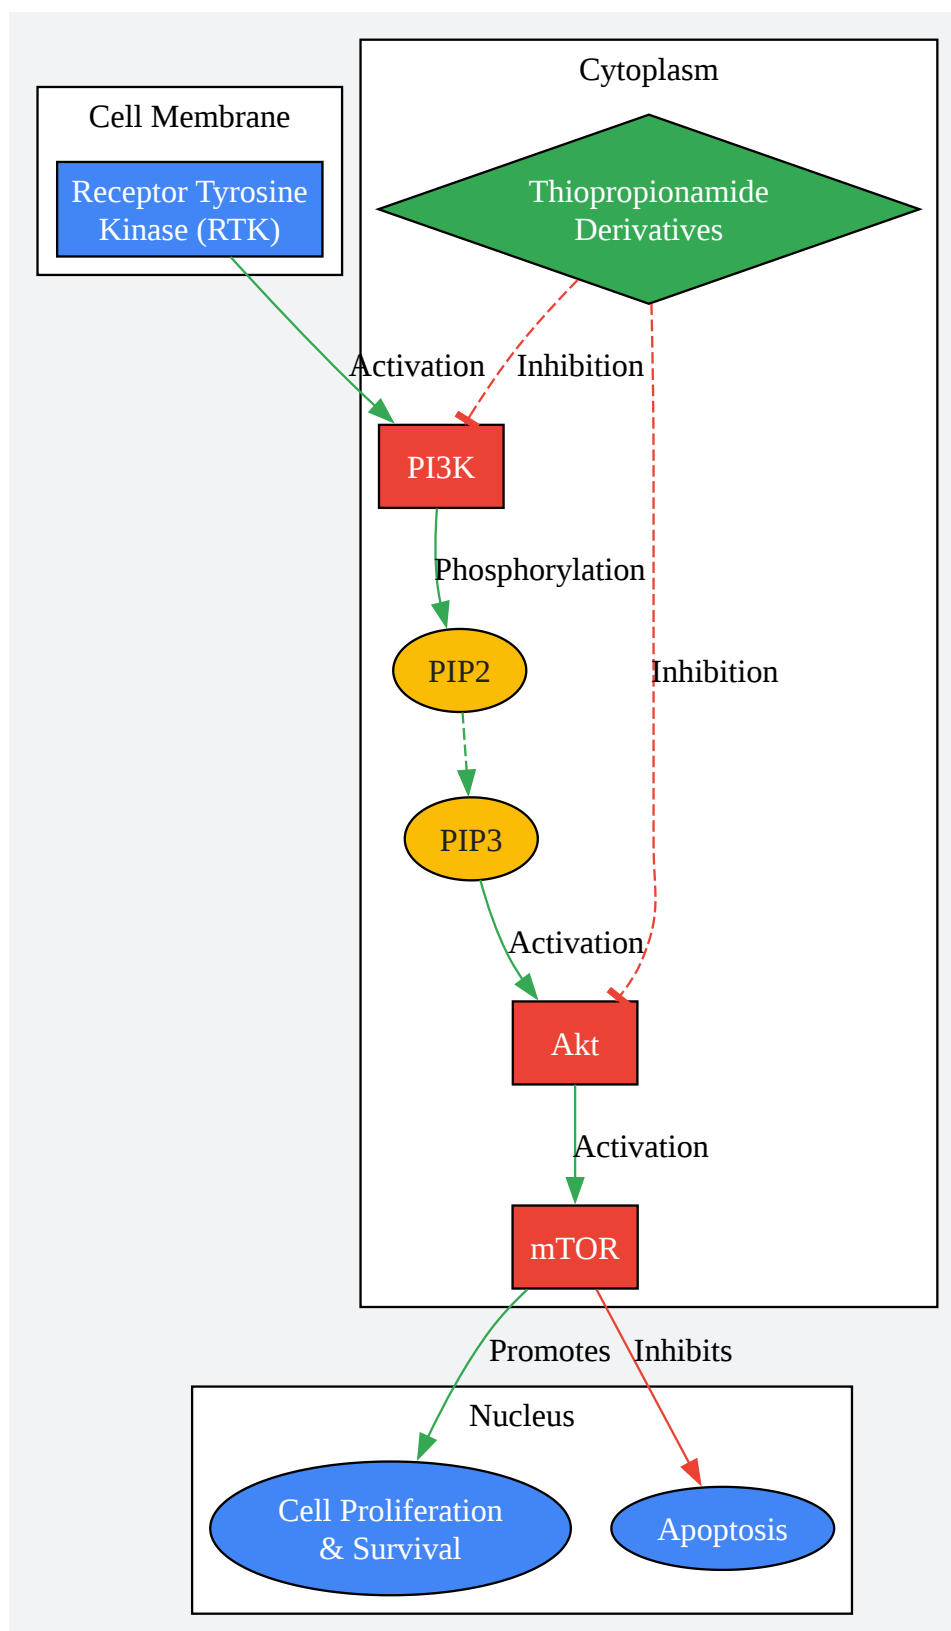 Cytoplasm
Cell Membrane
Receptor Tyrosine
Kinase (RTK)
Thiopropionamide
Derivatives
Activation
Inhibition
PI3K
Phosphorylation
PIP2
Inhibition
PIP3
Activation
Akt
Activation
mTOR
Promotes
Inhibits
Nucleus
Cell Proliferation
& Survival
Apoptosis